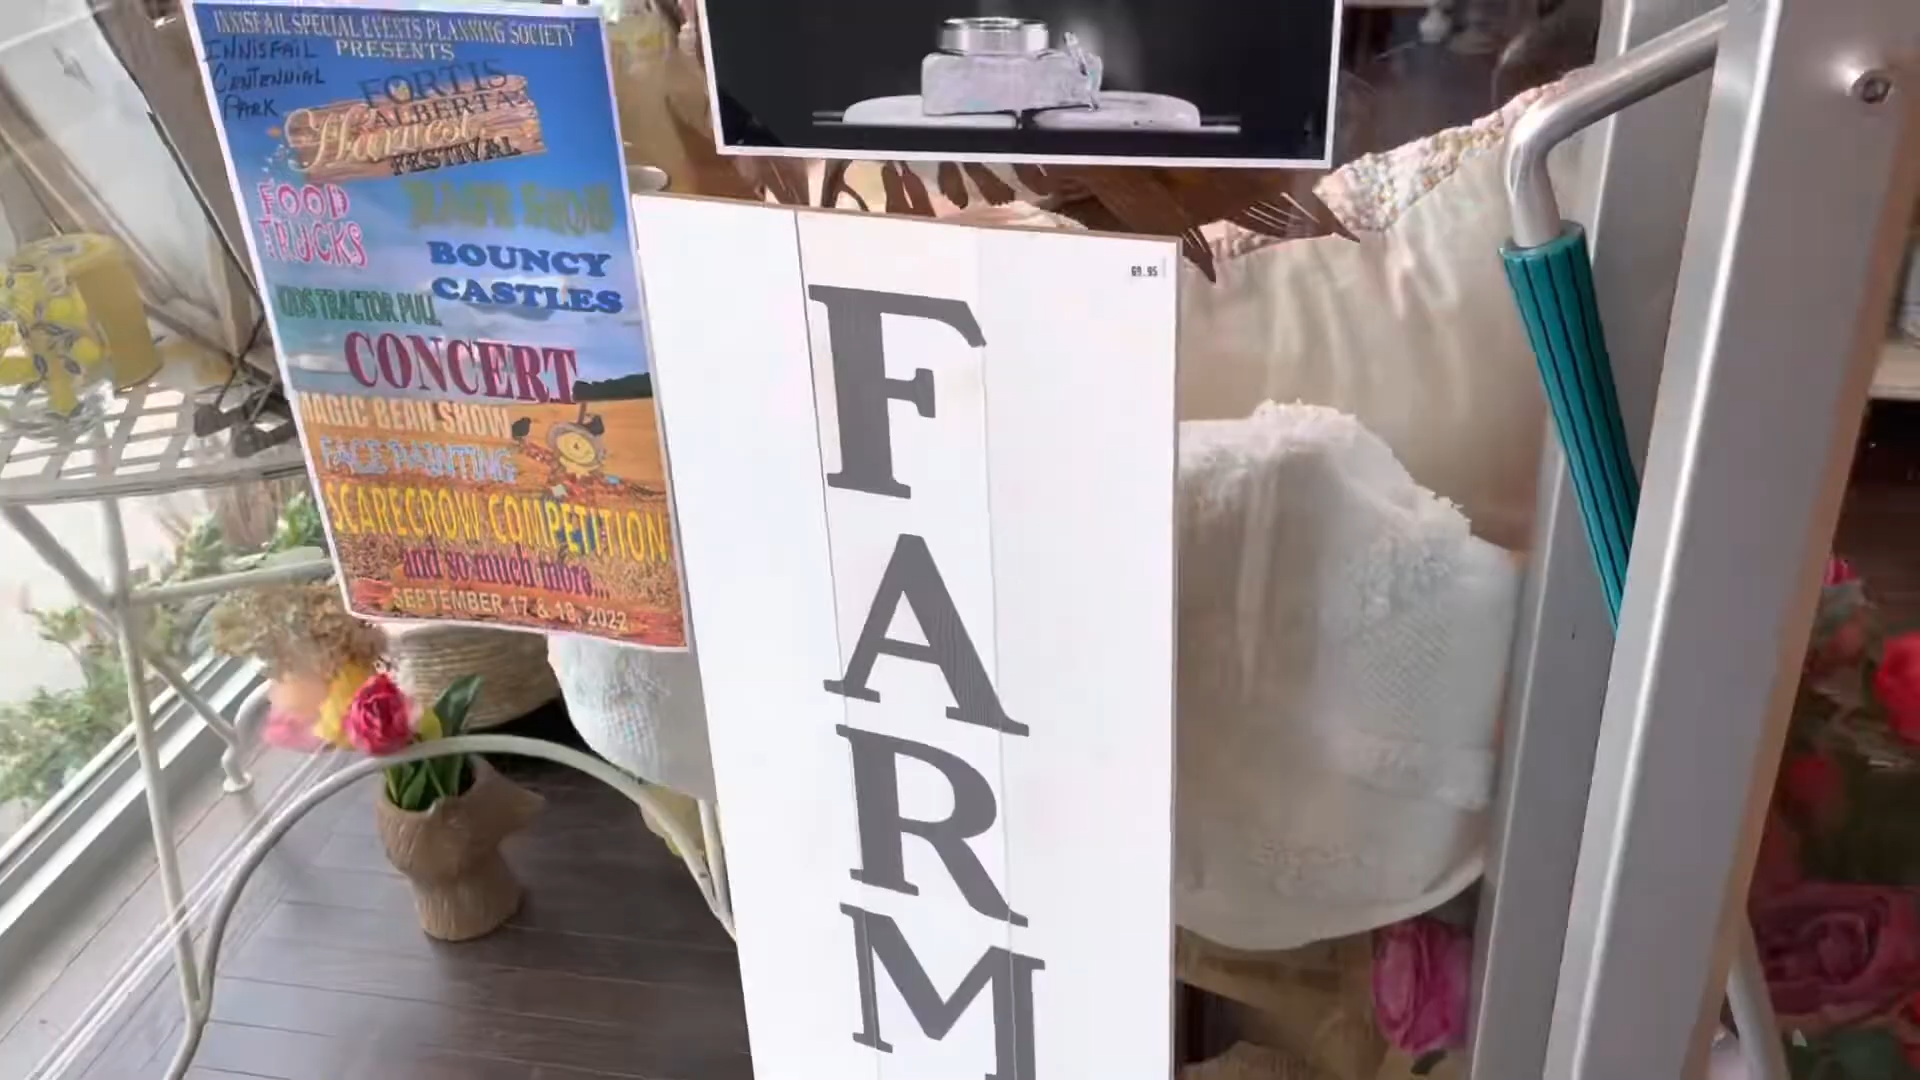 INNISFAIL SPECIAL EVENTS PLANNING SOCIETY
PRESENTS
INNISFAIL
CENTENNIAL
PARK
FORTIS
ALBERTA
Harvest
FESTIVAL
FOOD
TRUCKS
BOUNCY
CASTLES
KIDS TRACTOR PULL
CONCERT
MAGIC BEAN SHOW
FACE PAINTING
SCARECROW COMPETITION
and so much more...
SEPTEMBER 17 & 18, 2022
69.95
FARM